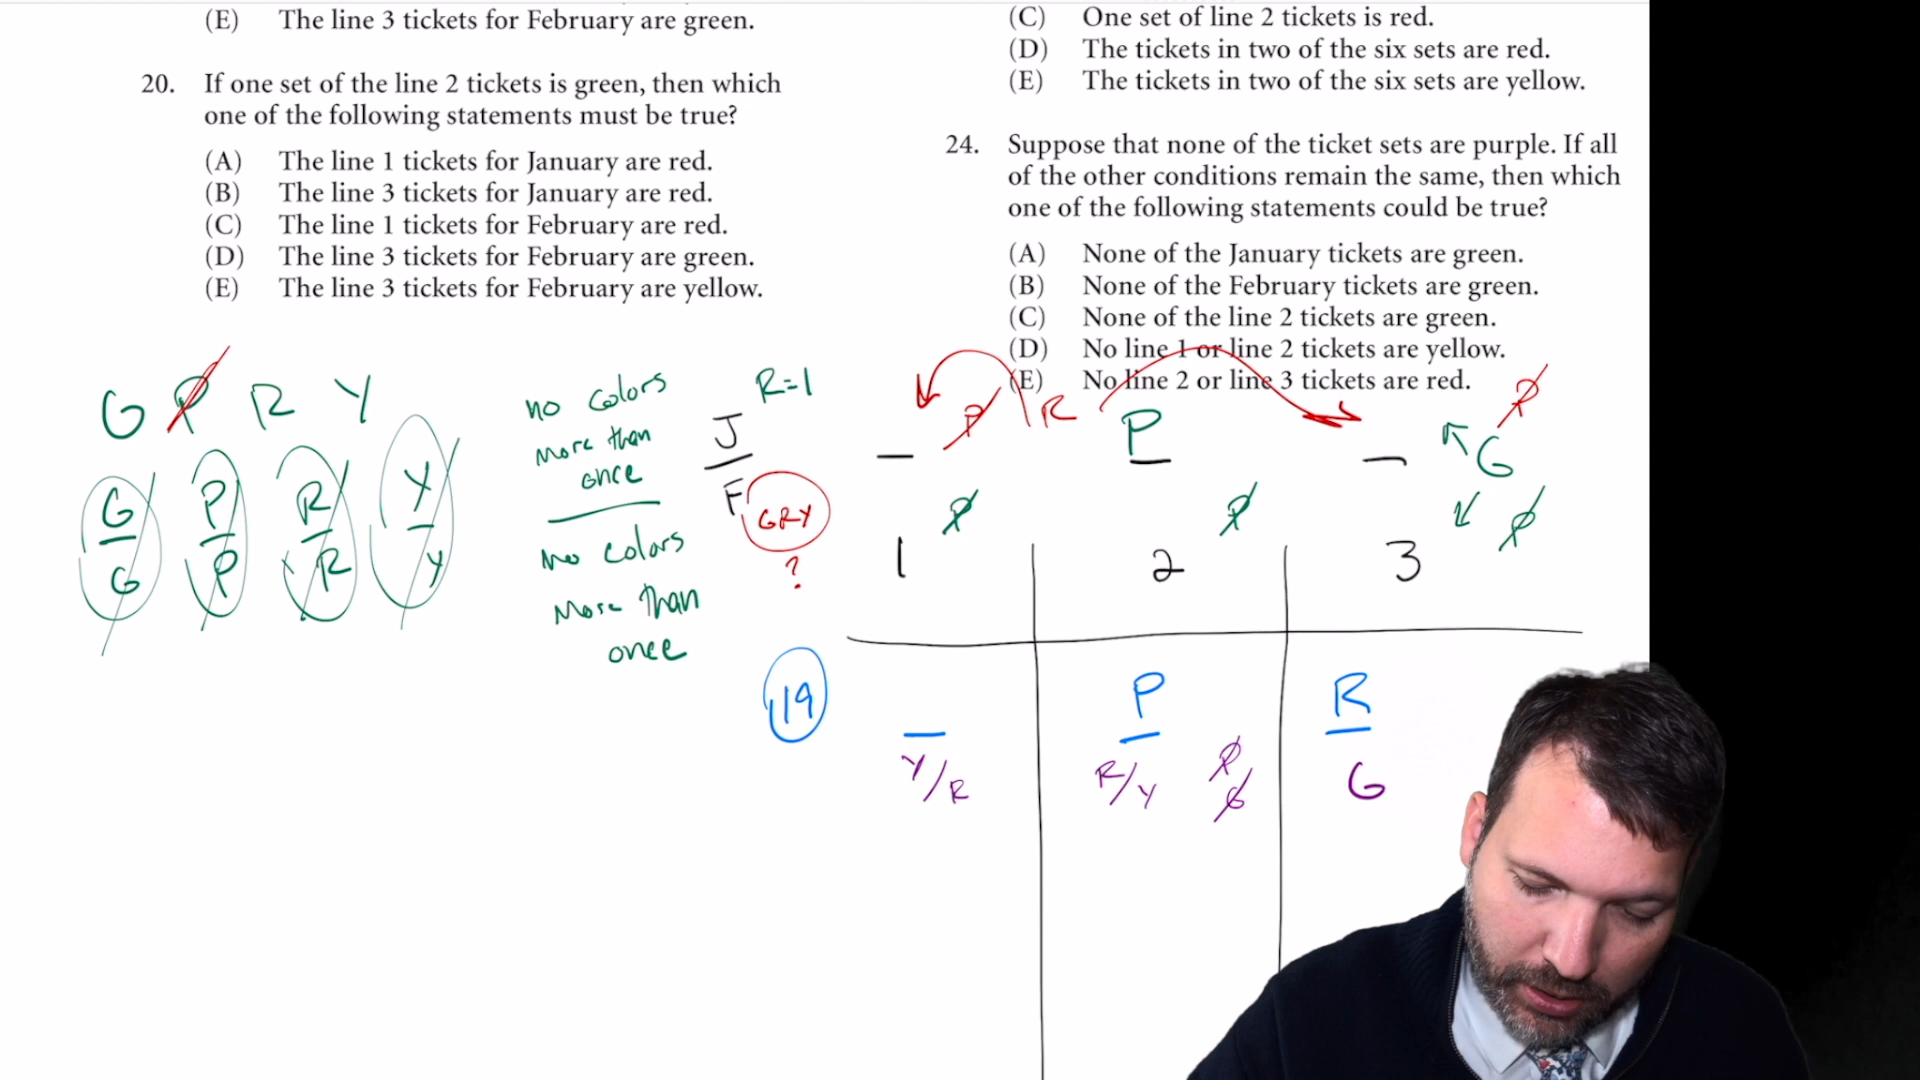 (E) The line 3 tickets for February are green.
20. If one set of the line 2 tickets is green, then which
one of the following statements must be true?
(A) The line 1 tickets for January are red.
(B) The line 3 tickets for January are red.
(C) The line 1 tickets for February are red.
(D) The line 3 tickets for February are green.
(E) The line 3 tickets for February are yellow.
(C) One set of line 2 tickets is red.
(D) The tickets in two of the six sets are red.
(E) The tickets in two of the six sets are yellow.
24. Suppose that none of the ticket sets are purple. If all
of the other conditions remain the same, then which
one of the following statements could be true?
(A) None of the January tickets are green.
(B) None of the February tickets are green.
(C) None of the line 2 tickets are green.
(D) No line 1 or line 2 tickets are yellow.
(E) No line 2 or line 3 tickets are red.
G P R Y
G P R Y
G P R Y
no colors
more than
once
No colors
More than
once
R=1
J
F
GRY
?
P R P P
G
P P P
1 2 3
19
P R
Y/R R/Y P G
G